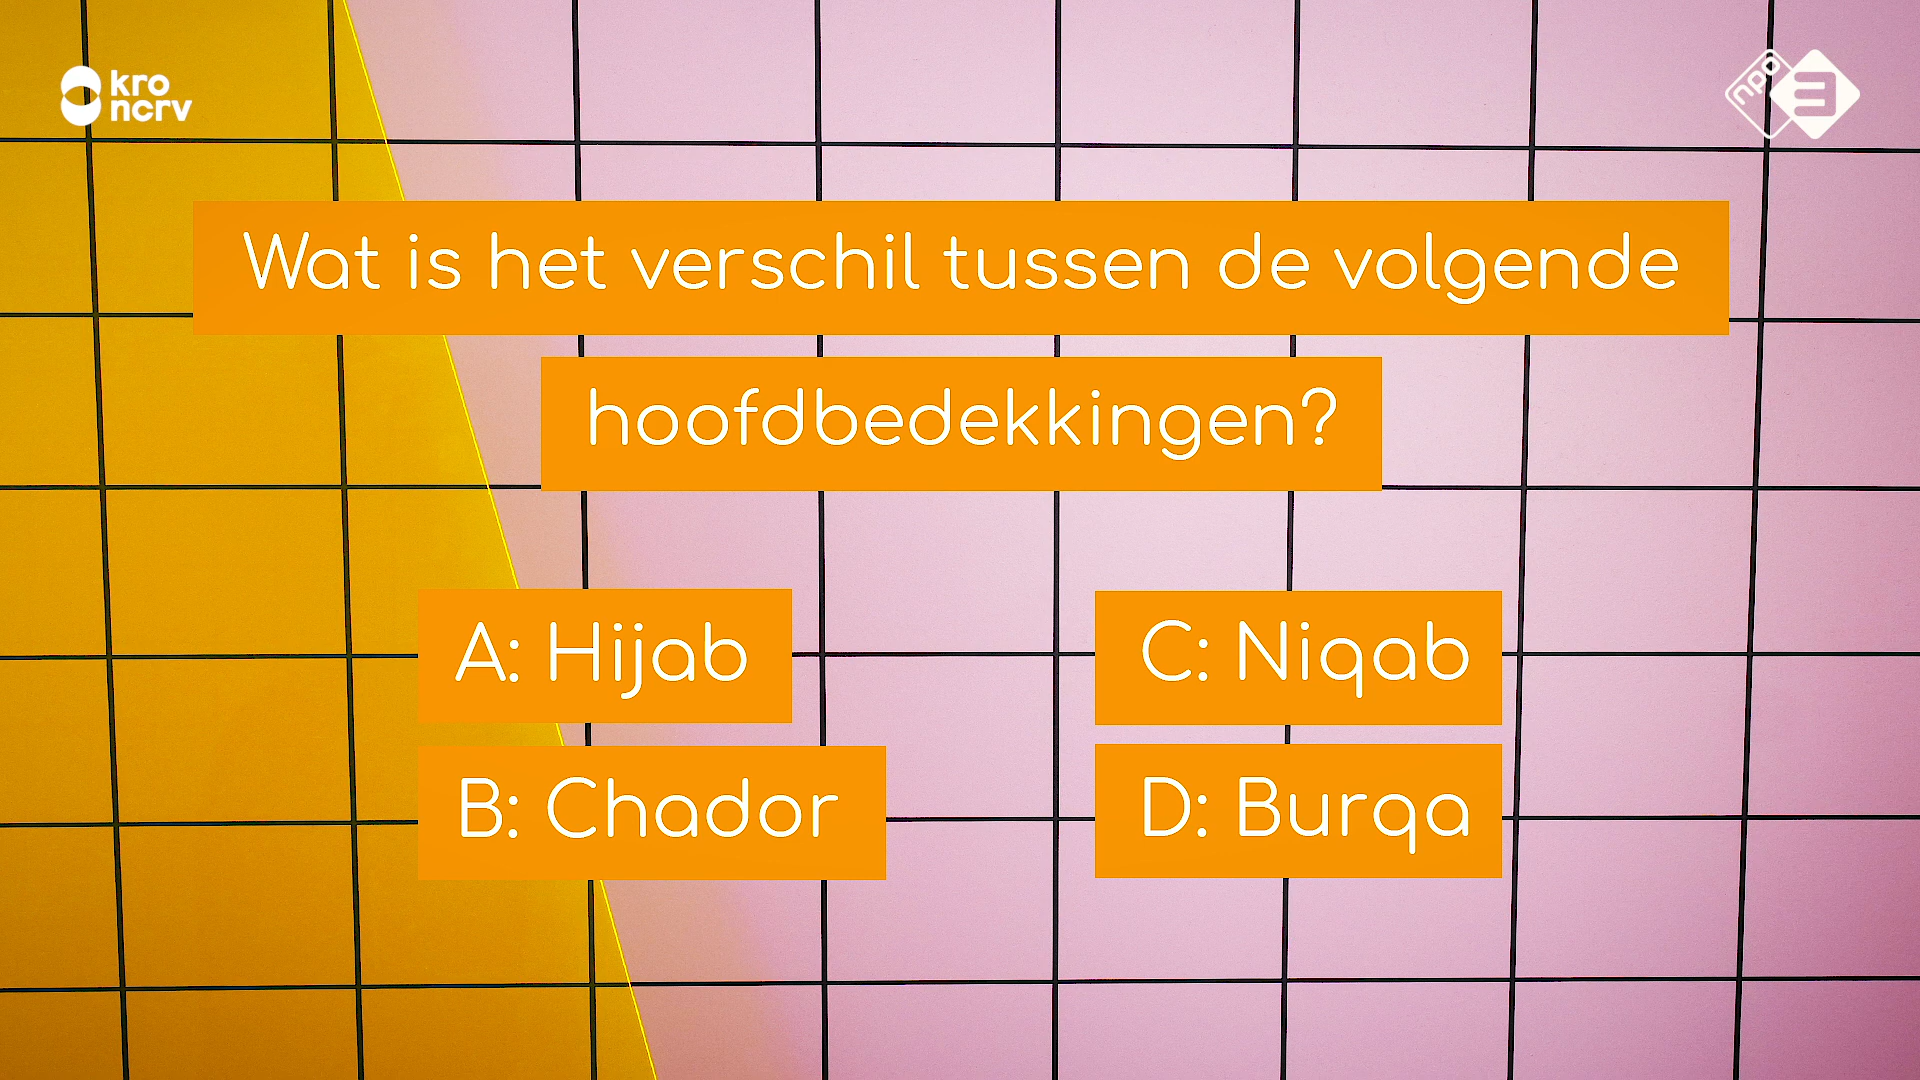 kro
ncrv
npo
3
Wat is het verschil tussen de volgende
hoofdbedekkingen?
A: Hijab
B: Chador
C: Niqab
D: Burqa